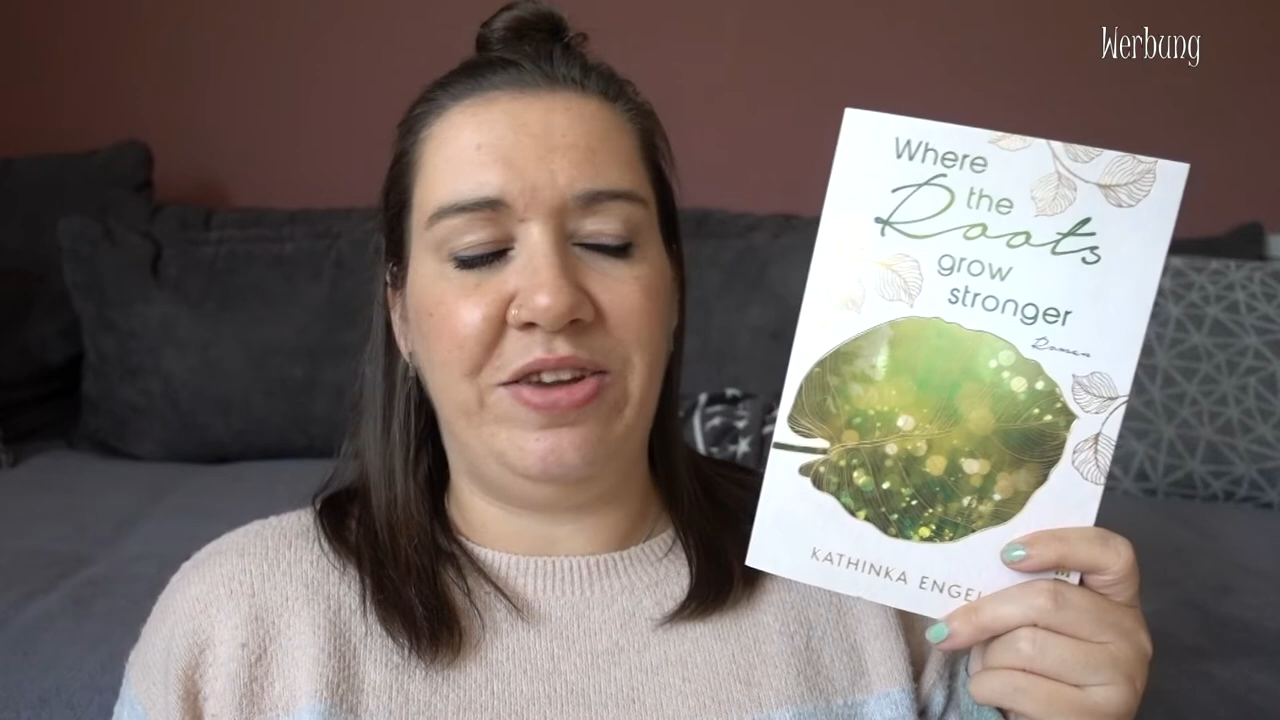 Werbung
Where
the
Roots
grow
stronger
Roman
KATHINKA ENGEL